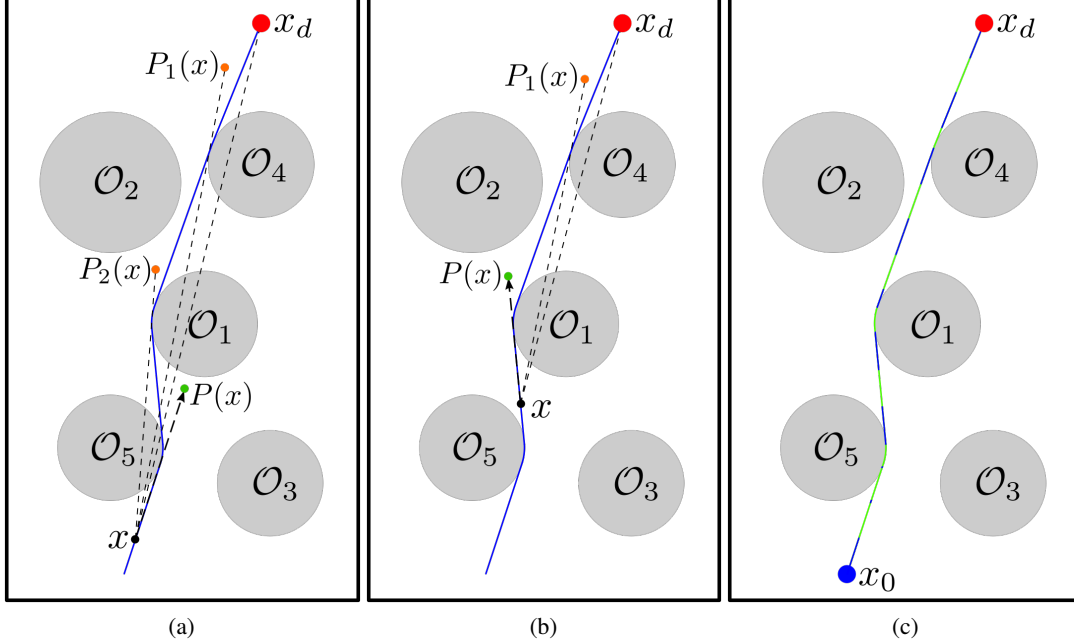 x_d
P_1(x)
O_2
O_4
P_2(x)
O_1
P(x)
O_5
O_3
x
(a)
x_d
P_1(x)
O_2
O_4
P(x)
O_1
x
O_5
O_3
(b)
x_d
O_2
O_4
O_1
O_5
O_3
x_0
(c)